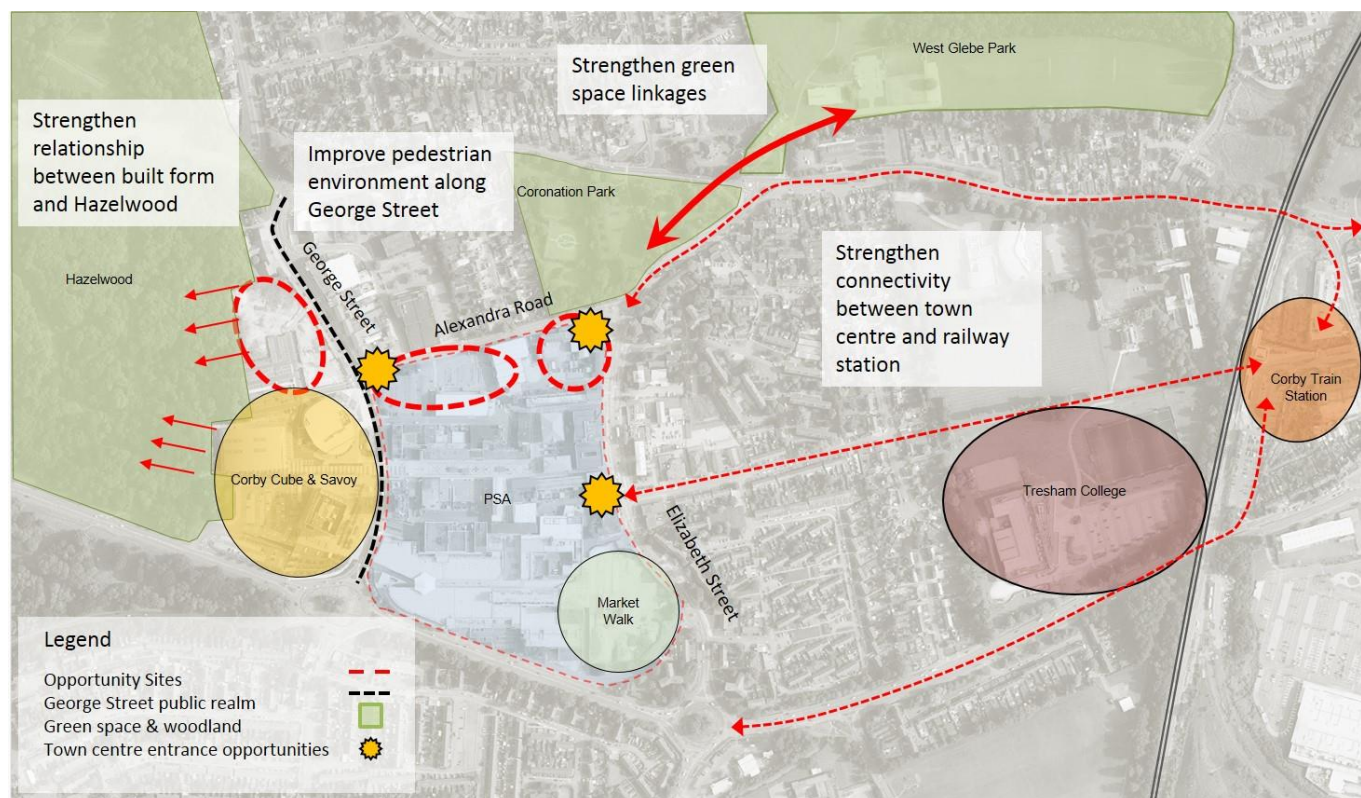 West Glebe Park
Strengthen green
space linkages
Strengthen
relationship
between built form
and Hazelwood
Improve pedestrian
environment along
George Street
Coronation Park
Strengthen
connectivity
between town
centre and railway
station
Hazelwood
George Street
Alexandra Road
Corby Train
Station
Corby Cube & Savoy
PSA
Tresham College
Elizabeth Street
Market
Walk
Legend
Opportunity Sites
George Street public realm
Green space & woodland
Town centre entrance opportunities